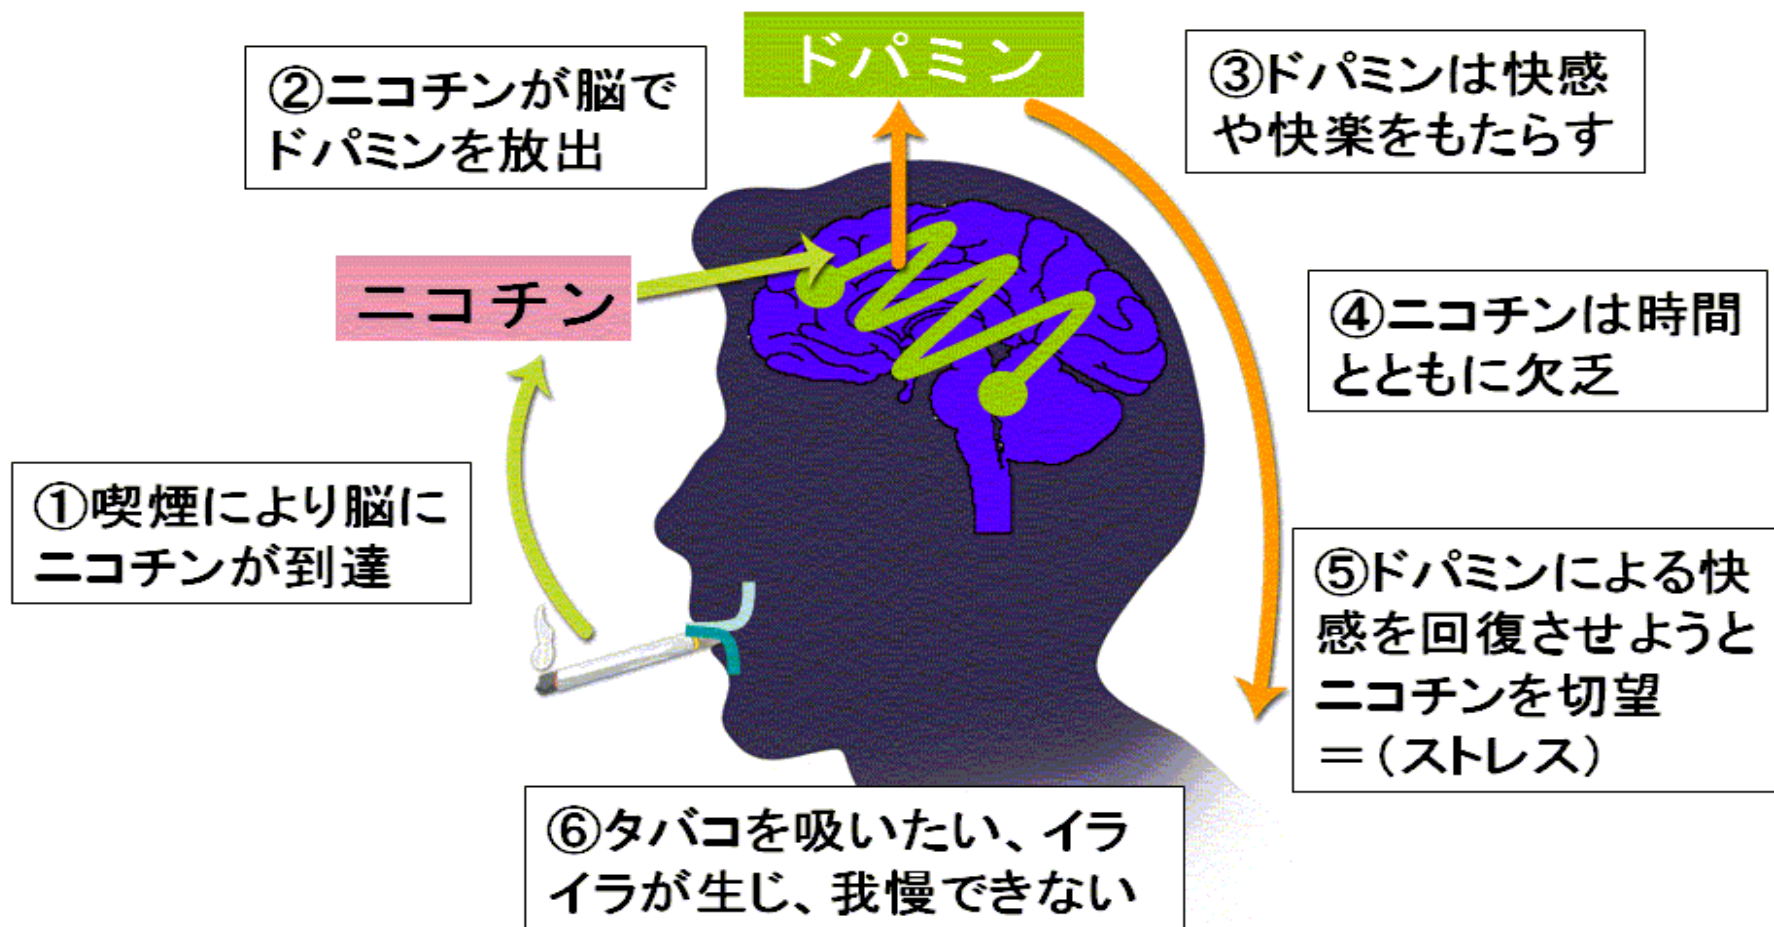 ドパミン
②ニコチンが脳で
ドパミンを放出
③ドパミンは快感
や快楽をもたらす
ニコチン
④ニコチンは時間
とともに欠乏
①喫煙により脳に
ニコチンが到達
⑤ドパミンによる快
感を回復させようと
ニコチンを切望
＝（ストレス）
⑥タバコを吸いたい、イラ
イラが生じ、我慢できない